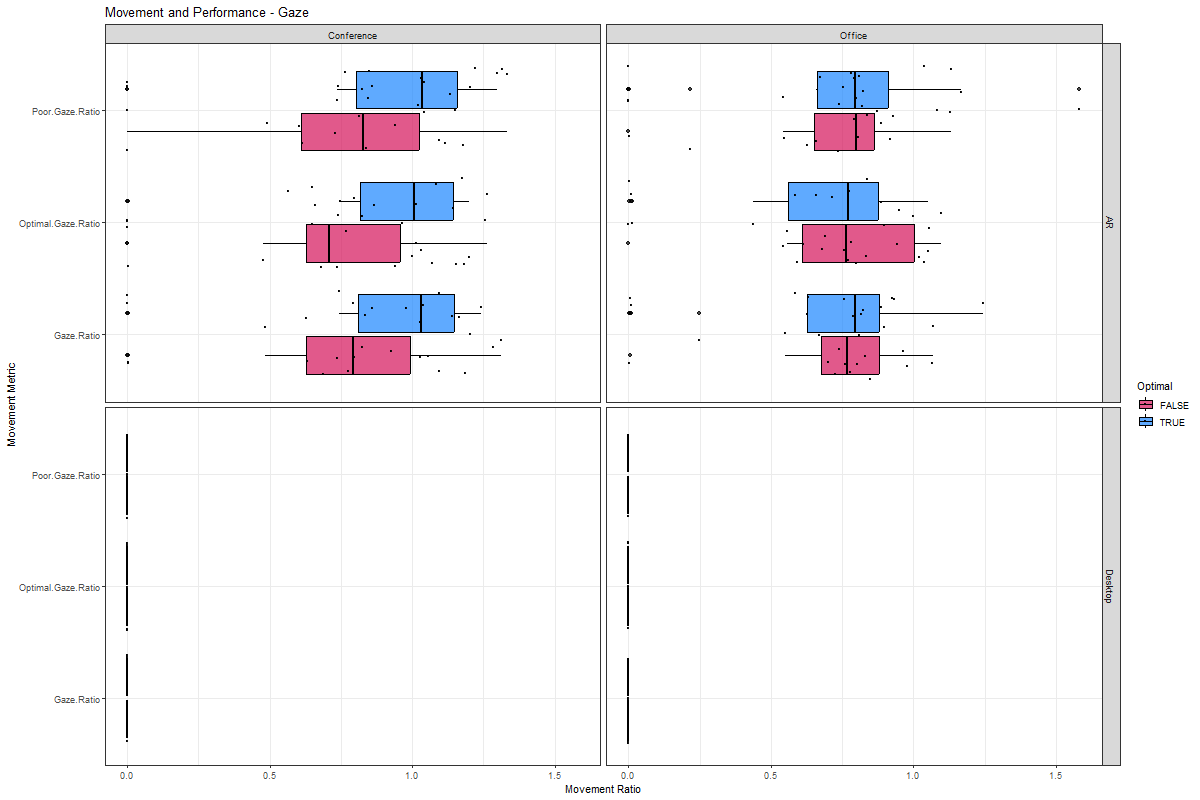 Movement and Performance - Gaze
Conference
Office
Poor.Gaze.Ratio
Optimal.Gaze.Ratio
Gaze.Ratio
AR
Poor.Gaze.Ratio
Optimal.Gaze.Ratio
Gaze.Ratio
Desktop
Movement Metric
0.0
0.5
1.0
1.5
0.0
0.5
1.0
1.5
Movement Ratio
Optimal
FALSE
TRUE